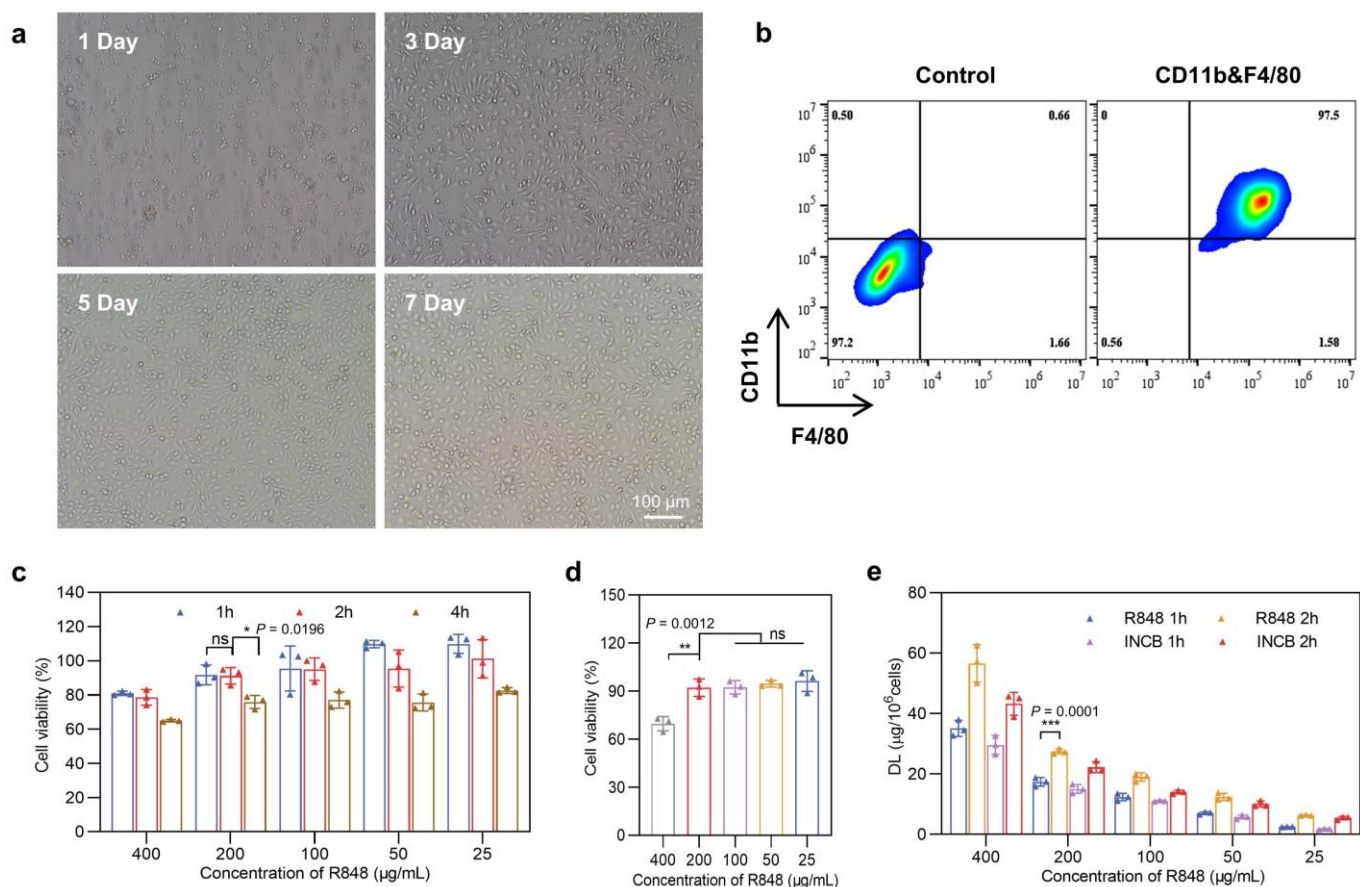 a
1 Day
3 Day
5 Day
7 Day
100 µm
b
Control
CD11b&F4/80
10⁷
10⁶
10⁵
10⁴
10³
10²
0.50
0.66
97.2
1.66
0
97.5
0.56
1.58
10² 10³ 10⁴ 10⁵ 10⁶ 10⁷
10² 10³ 10⁴ 10⁵ 10⁶ 10⁷
CD11b
F4/80
c
1h 2h 4h
ns
*
P = 0.0196
140
120
100
80
60
40
20
0
Cell viability (%)
400 200 100 50 25
Concentration of R848 (µg/mL)
d
P = 0.0012
**
ns
150
120
90
60
30
0
Cell viability (%)
400 200 100 50 25
Concentration of R848 (µg/mL)
e
R848 1h R848 2h
INCB 1h INCB 2h
P = 0.0001
***
80
60
40
20
0
DL (µg/10⁶cells)
400 200 100 50 25
Concentration of R848 (µg/mL)